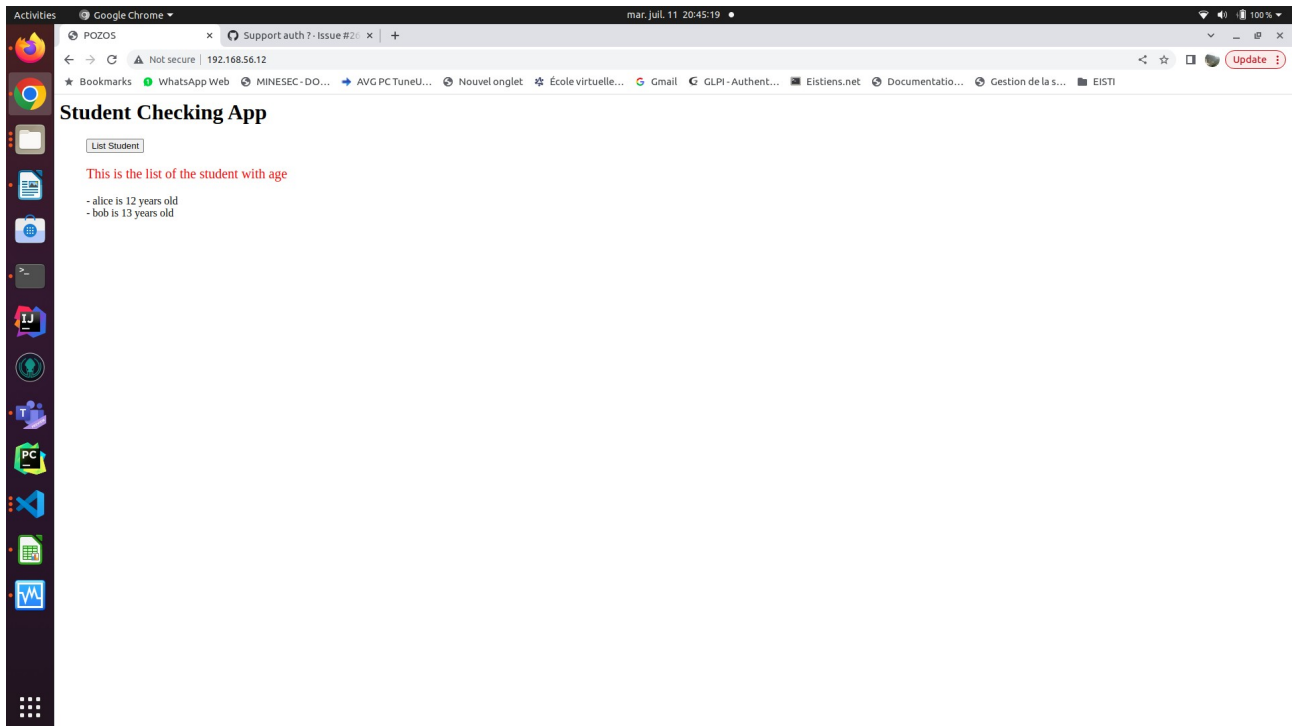 Activities Google Chrome mar. juil. 11 20:45:19 100 %
POZOS Support auth ? · Issue #26
Not secure 192.168.56.12 Update
Bookmarks WhatsApp Web MINESEC - DO... AVG PC TuneU... Nouvel onglet École virtuelle... Gmail GLPI - Authent... Eistiens.net Documentatio... Gestion de la s... EISTI
Student Checking App
List Student
This is the list of the student with age
- alice is 12 years old
- bob is 13 years old